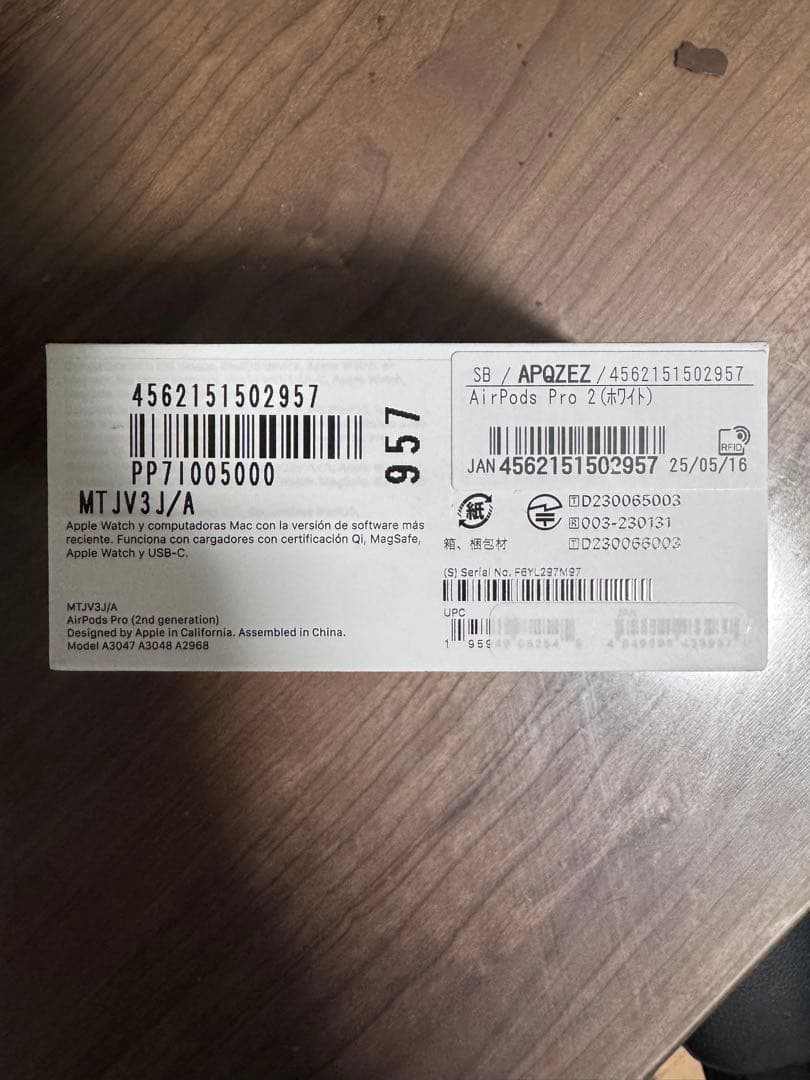 4562151502957
957
PP71005000
MTJV3J/A
Apple Watch y computadoras Mac con la versión de software más
reciente. Funciona con cargadores con certificación Qi, MagSafe,
Apple Watch y USB-C.
MTJV3J/A
AirPods Pro (2nd generation)
Designed by Apple in California. Assembled in China.
Model A3047 A3048 A2968
SB / APQZEZ / 4562151502957
AirPods Pro 2(ホワイト)
RFID
JAN 4562151502957 25/05/16
紙
箱、梱包材
T D230065003
R 003-230131
T D230066003
(S) Serial No. F6YL297M97
UPC
1 959